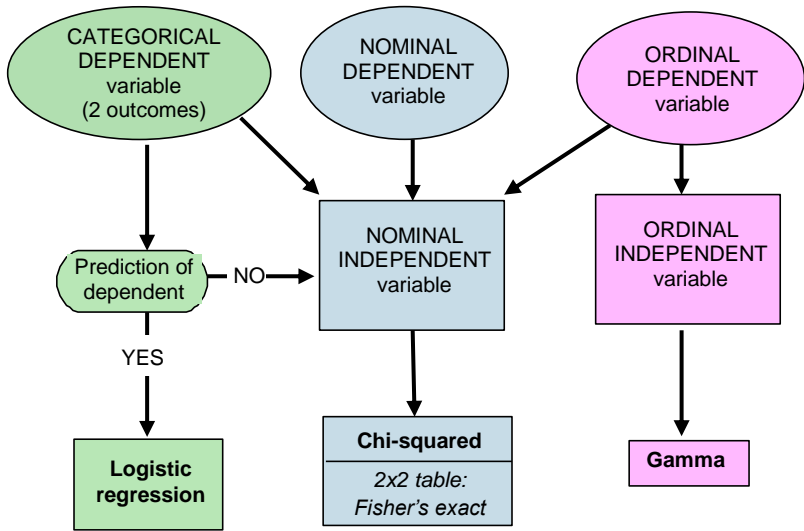 CATEGORICAL
DEPENDENT
variable
(2 outcomes)
NOMINAL
DEPENDENT
variable
ORDINAL
DEPENDENT
variable
Prediction of
dependent
NO
NOMINAL
INDEPENDENT
variable
ORDINAL
INDEPENDENT
variable
YES
Logistic
regression
Chi-squared
2x2 table:
Fisher's exact
Gamma